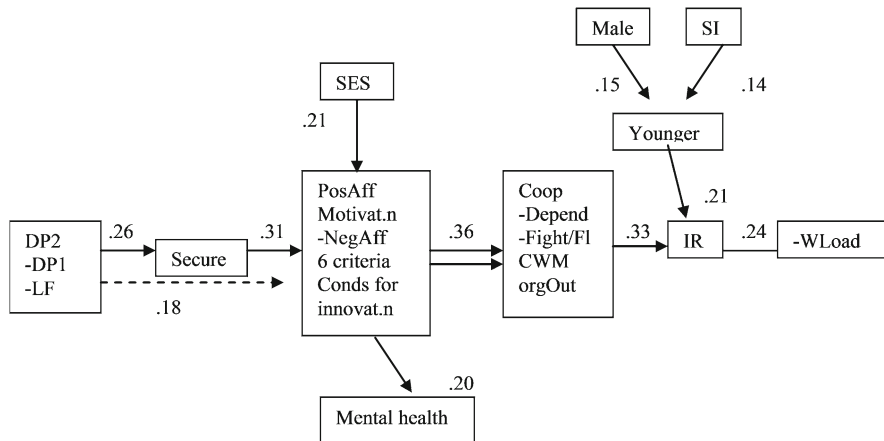 Male
SI
SES
.15
.14
.21
Younger
PosAff
Motivat.n
-NegAff
6 criteria
Conds for
innovat.n
Coop
-Depend
-Fight/Fl
CWM
orgOut
.21
DP2
-DP1
-LF
.26
Secure
.31
.36
.33
IR
.24
-WLoad
.18
.20
Mental health